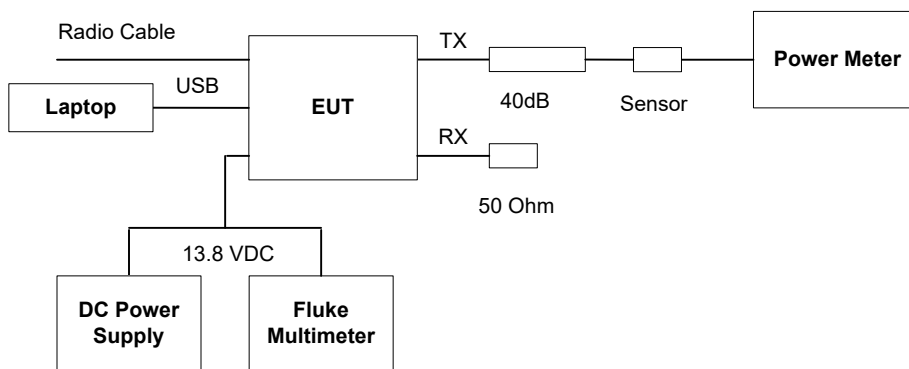 Radio Cable
TX
Power Meter
USB
Laptop
EUT
40dB
Sensor
RX
50 Ohm
13.8 VDC
DC Power
Supply
Fluke
Multimeter